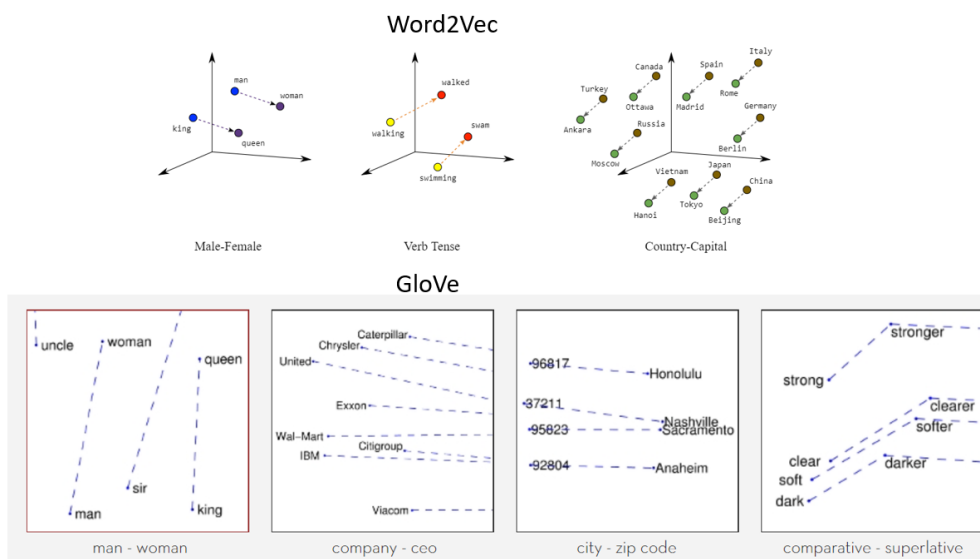 Word2Vec
man
woman
king
queen
Male-Female
walked
swam
walking
swimming
Verb Tense
Italy
Spain
Canada
Rome
Turkey
Ottawa
Madrid
Germany
Ankara
Russia
Berlin
Moscow
Vietnam
Japan
China
Hanoi
Tokyo
Beijing
Country-Capital
GloVe
uncle
woman
queen
sir
man
king
man - woman
Caterpillar
Chrysler
United
Exxon
Wal-Mart
Citigroup
IBM
Viacom
company - ceo
96817
Honolulu
37211
Nashville
95823
Sacramento
92804
Anaheim
city - zip code
stronger
strong
clearer
softer
clear
darker
soft
dark
comparative - superlative